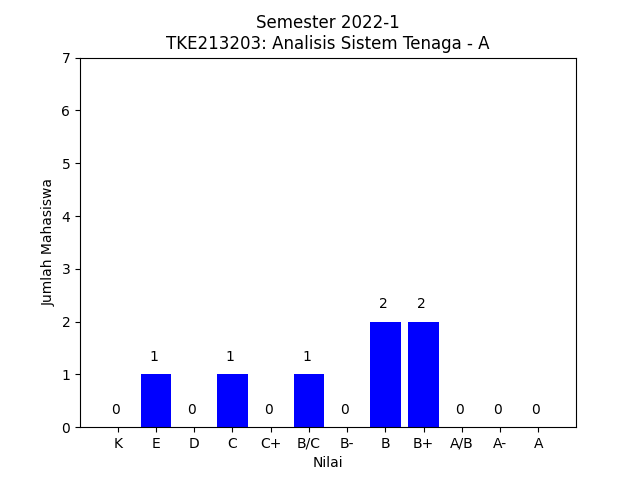 Semester 2022-1
TKE213203: Analisis Sistem Tenaga - A
7
6
5
4
3
2
1
0
Jumlah Mahasiswa
0 1 0 1 0 1 0 2 2 0 0 0
K E D C C+ B/C B- B B+ A/B A- A
Nilai